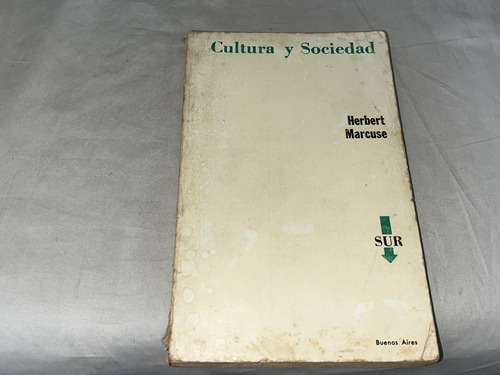 Cultura y Sociedad
Herbert
Marcuse
SUR
Buenos Aires